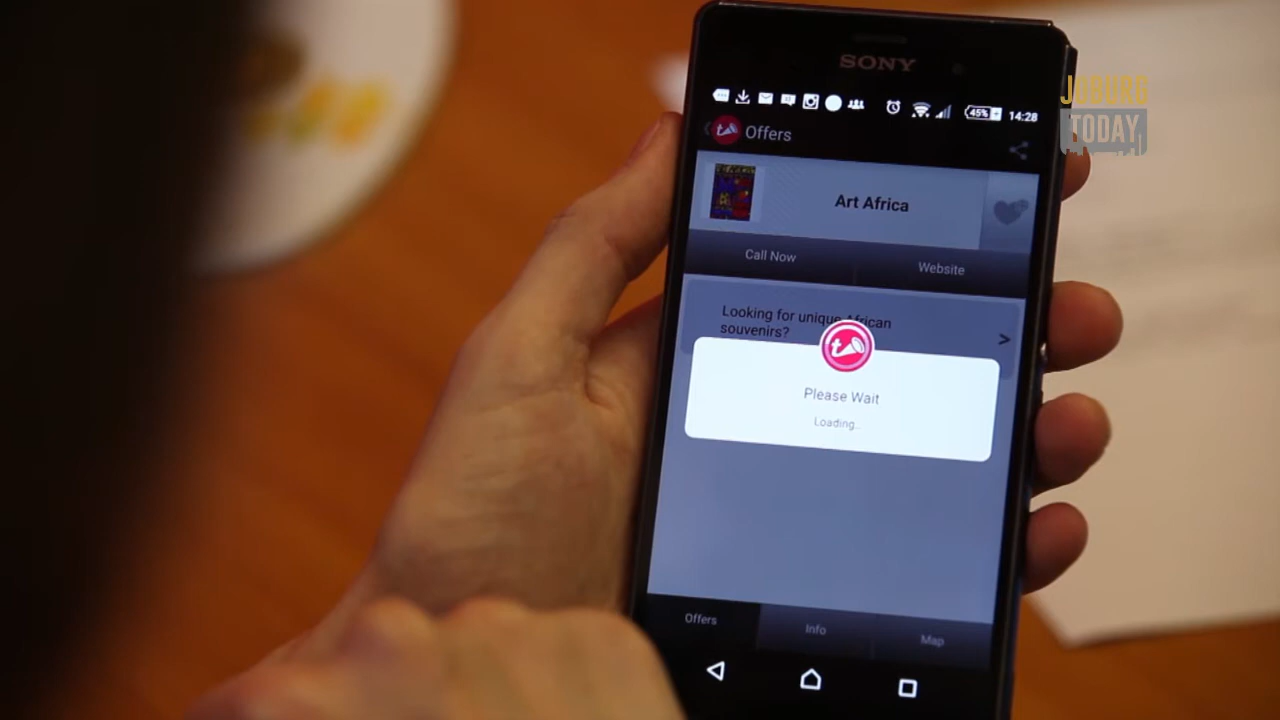 SONY
JOBURG
TODAY
45%
14:28
Offers
Art Africa
Call Now
Website
Looking for unique African
souvenirs?
>
Please Wait
Loading..
Offers
Info
Map